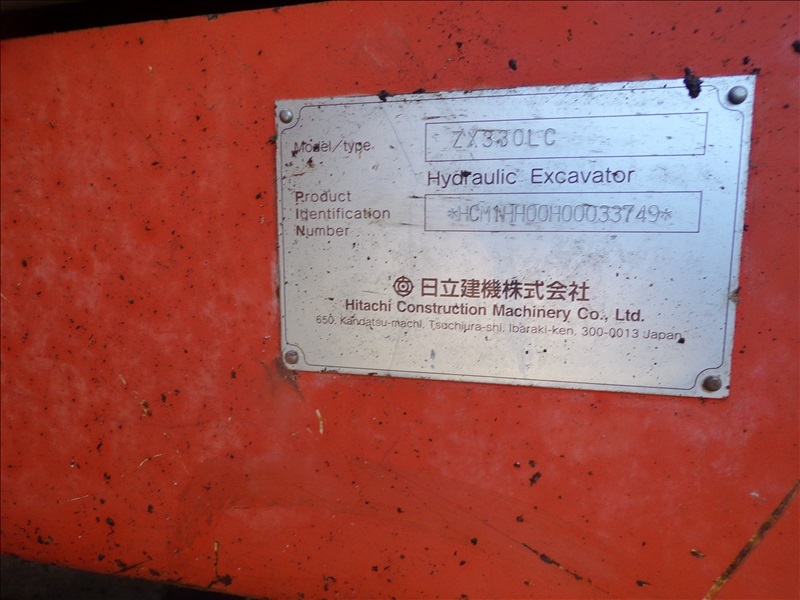 Model/type ZX330LC
Hydraulic Excavator
Product
Identification
Number
*HCM1HH00H00033749*
日立建機株式会社
Hitachi Construction Machinery Co., Ltd.
650, Kandatsu-machi, Tsuchiura-shi, Ibaraki-ken, 300-0013 Japan